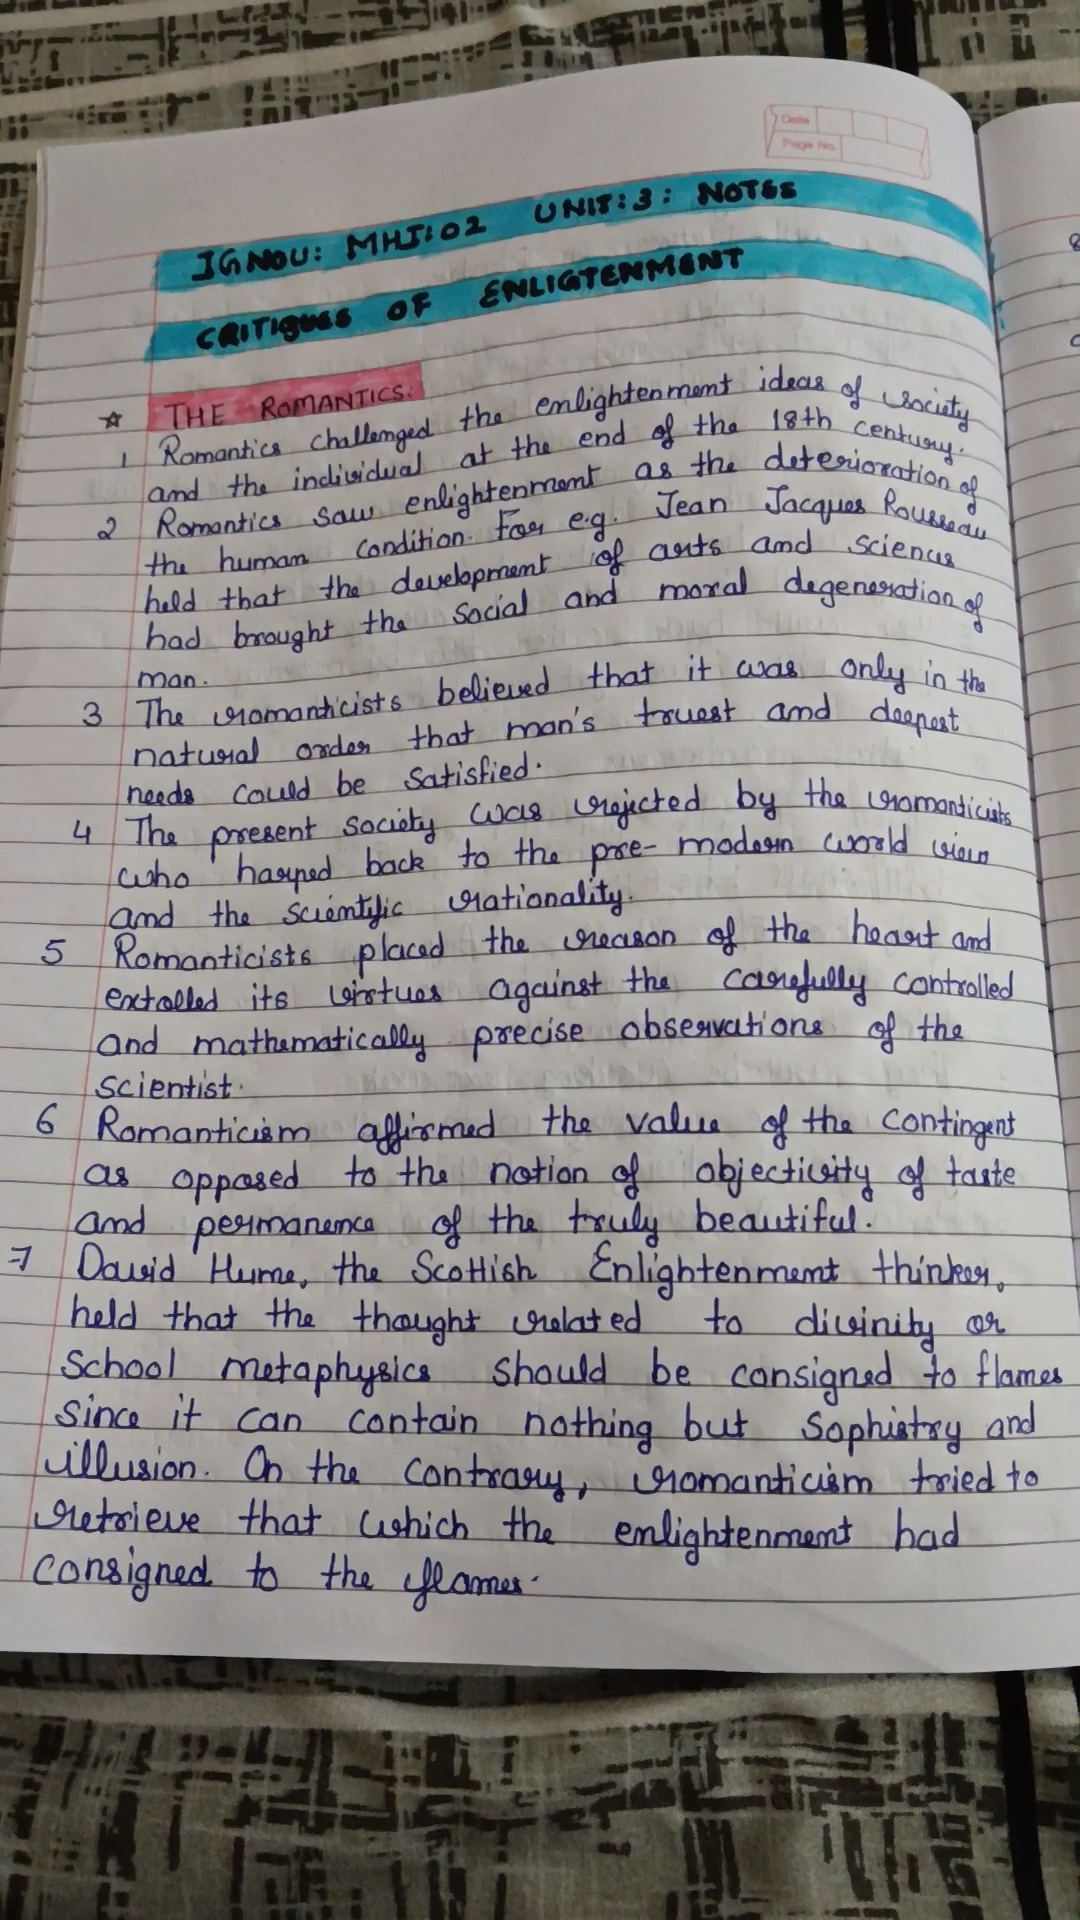 Date
Page No.
IGNOU: MHI:02 UNIT:3: NOTES
CRITIQUES OF ENLIGTENMENT
☆ THE ROMANTICS:
1 Romantics challenged the enlightenment ideas of society
and the individual at the end of the 18th century.
2 Romantics saw enlightenment as the deterioration of
the human condition. For e.g. Jean Jacques Rousseau
held that the development of arts and sciences
had brought the social and moral degeneration of
man.
3 The romanticists believed that it was only in the
natural order that man's truest and deepest
needs could be satisfied.
4 The present society was rejected by the romanticists
who harped back to the pre-modern world view
and the scientific rationality.
5 Romanticists placed the reason of the heart and
extolled its virtues against the carefully controlled
and mathematically precise observations of the
scientist.
6 Romanticism affirmed the value of the contingent
as opposed to the notion of objectivity of taste
and permanence of the truly beautiful.
7 David Hume, the Scottish Enlightenment thinker,
held that the thought related to divinity or
School metaphysics should be consigned to flames
since it can contain nothing but sophistry and
illusion. On the contrary, romanticism tried to
retrieve that which the enlightenment had
consigned to the flames.
8